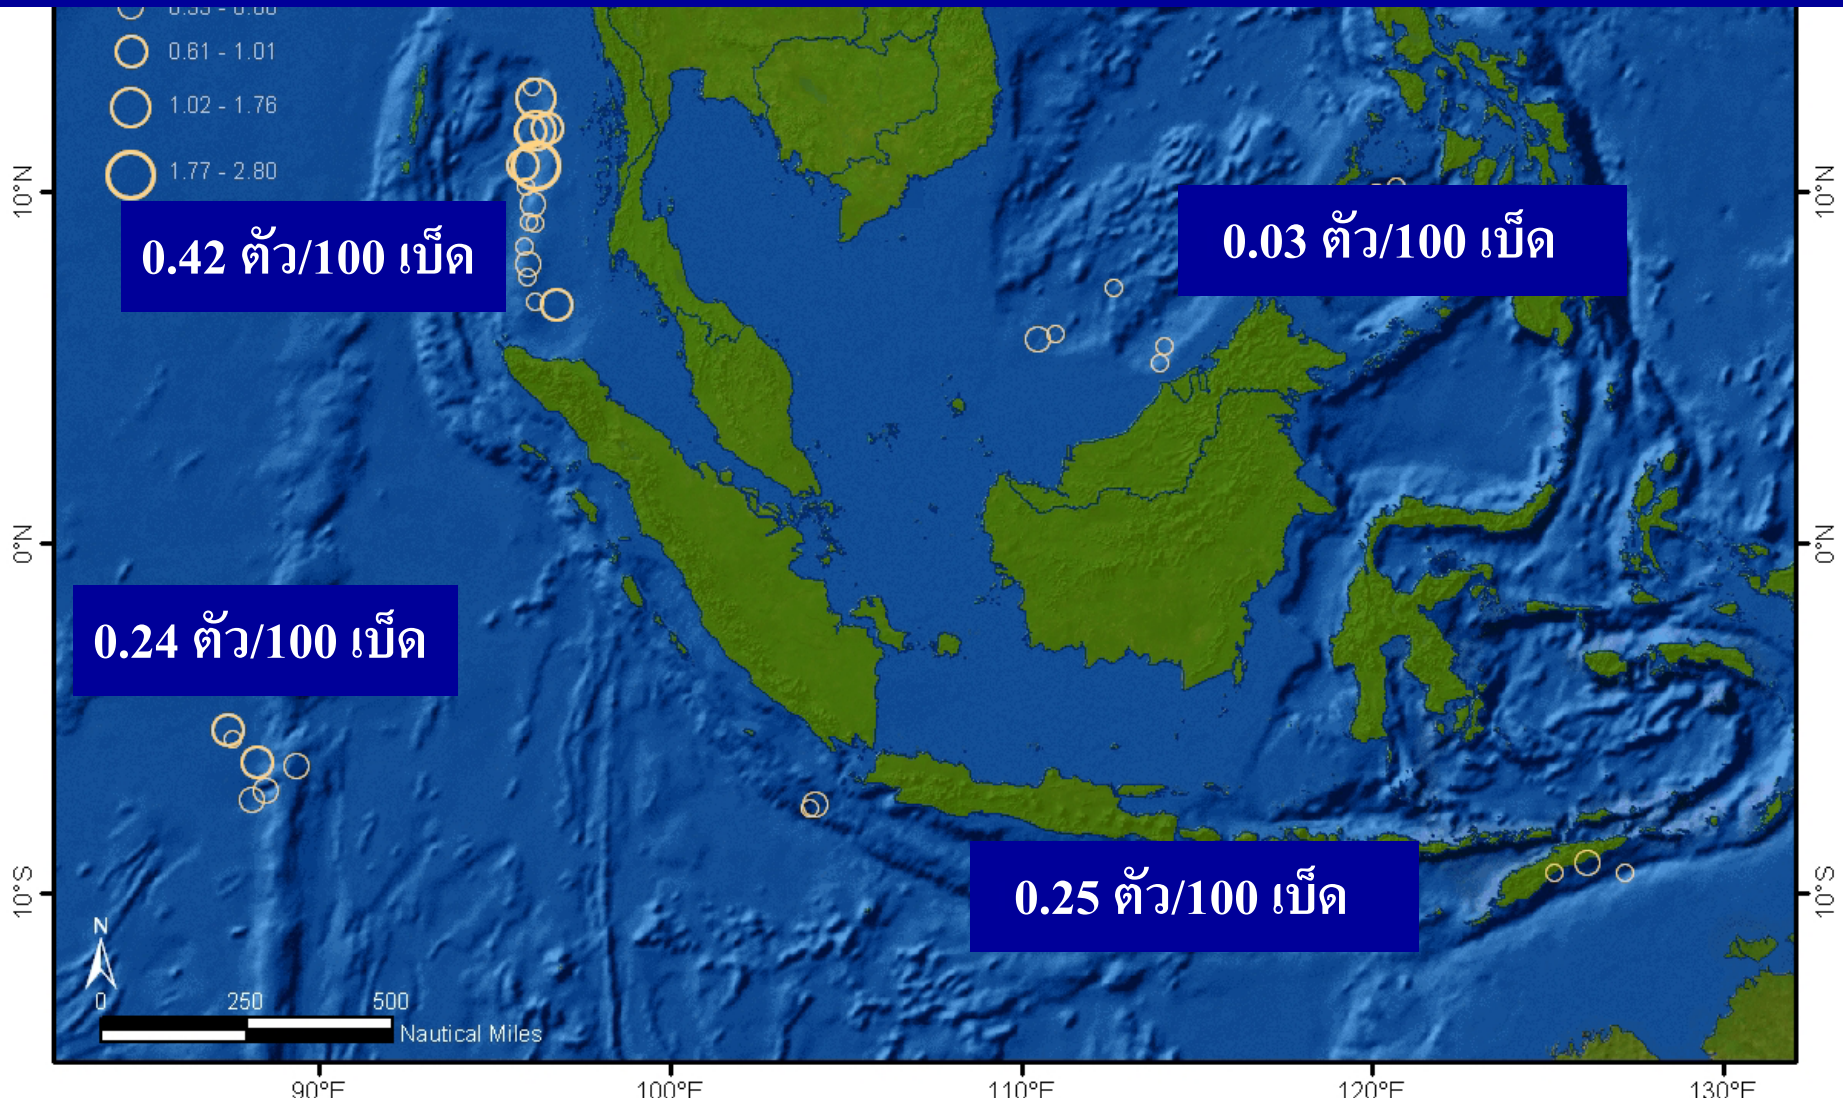 0.61 - 1.01
1.02 - 1.76
1.77 - 2.80
10°N
10°N
0.42 ตัว/100 เบ็ด
0.03 ตัว/100 เบ็ด
0°N
0°N
0.24 ตัว/100 เบ็ด
0.25 ตัว/100 เบ็ด
10°S
10°S
N
0 250 500
Nautical Miles
90°E 100°E 110°E 120°E 130°E